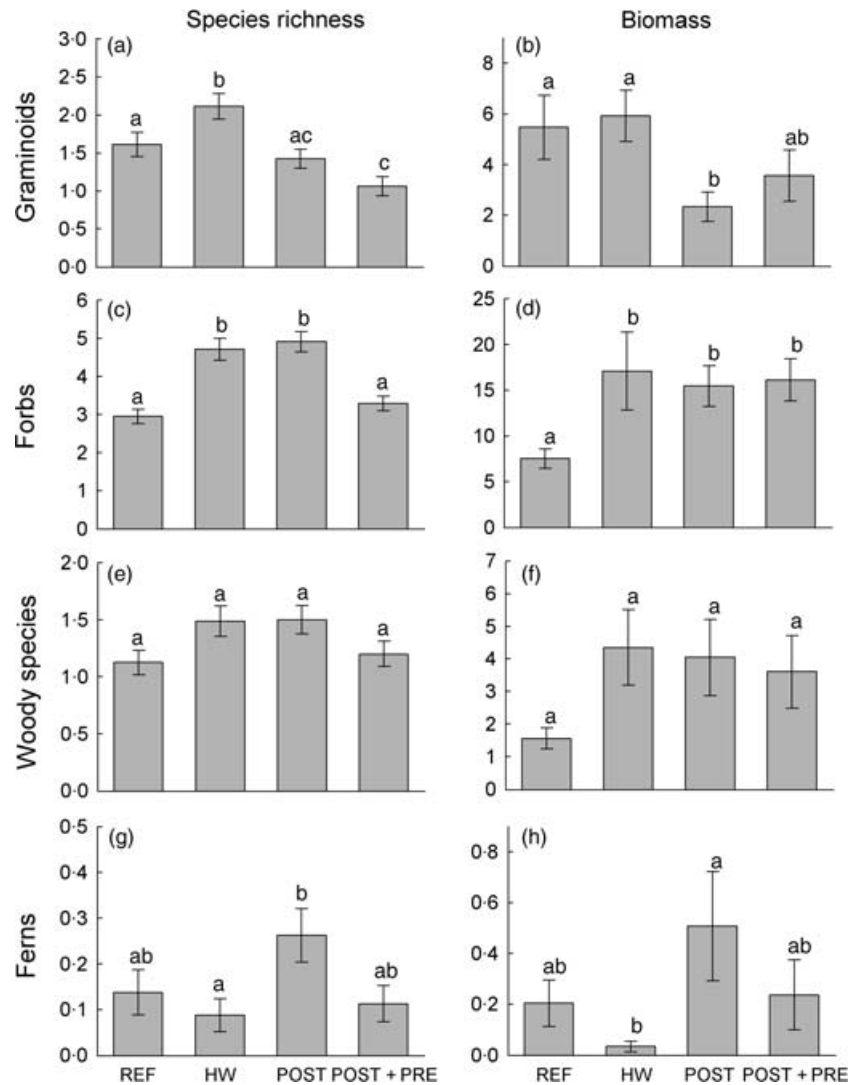 Species richness
Biomass
Graminoids
(a)
3·0
2·5
2·0
1·5
1·0
0·5
0·0
a
b
ac
c
(b)
8
6
4
2
0
a
a
b
ab
Forbs
(c)
6
5
4
3
2
1
0
a
b
b
a
(d)
25
20
15
10
5
0
a
b
b
b
Woody species
(e)
2·0
1·5
1·0
0·5
0·0
a
a
a
a
(f)
7
6
5
4
3
2
1
0
a
a
a
a
Ferns
(g)
0·5
0·4
0·3
0·2
0·1
0·0
ab
a
b
ab
REF HW POST POST + PRE
(h)
0·8
0·6
0·4
0·2
0·0
ab
b
a
ab
REF HW POST POST + PRE